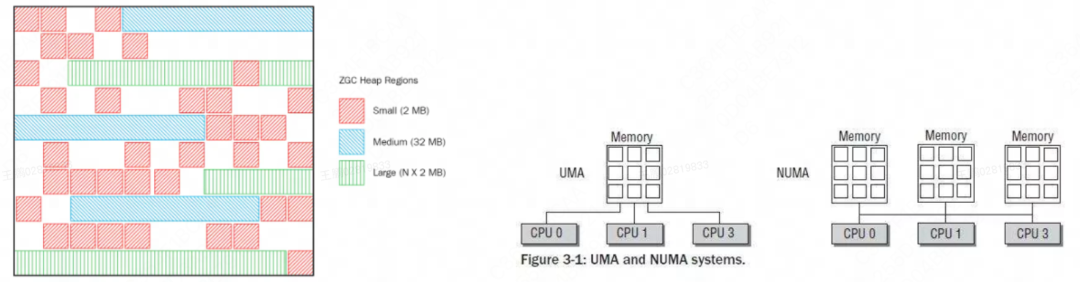 ZGC Heap Regions
Small (2 MB)
Medium (32 MB)
Large (N X 2 MB)
UMA
Memory
CPU 0
CPU 1
CPU 3
Figure 3-1: UMA and NUMA systems.
NUMA
Memory
Memory
Memory
CPU 0
CPU 1
CPU 3